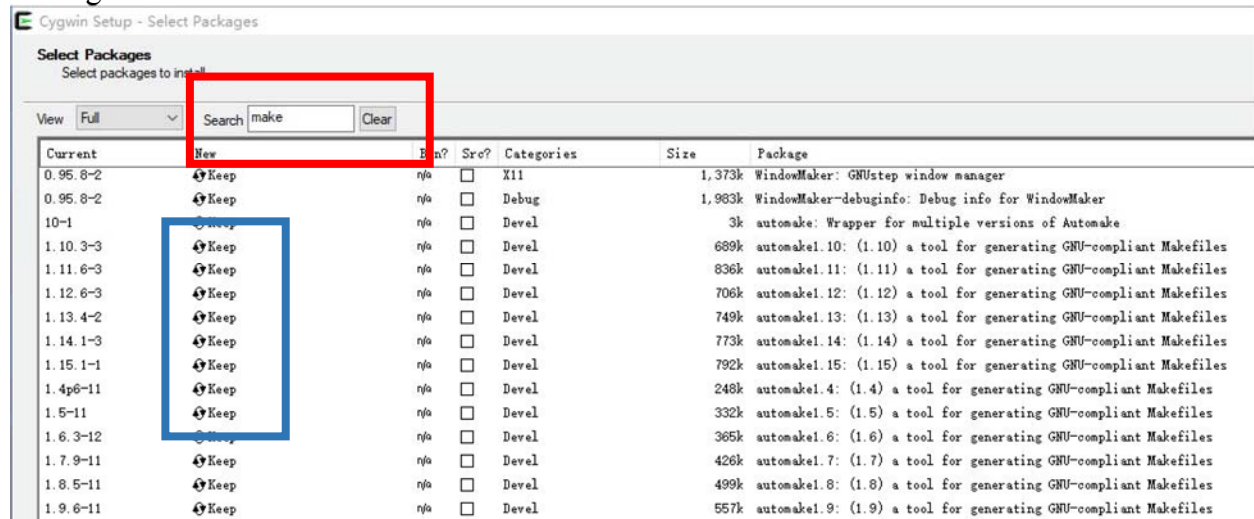 Cygwin Setup - Select Packages
Select Packages
Select packages to install
View Full Search make Clear
Current New Src? Categories Size Package
0.95.8-2 Keep n/a X11 1,373k WindowMaker: GNUstep window manager
0.95.8-2 Keep n/a Debug 1,983k WindowMaker-debuginfo: Debug info for WindowMaker
10-1 n/a Devel 3k automake: Wrapper for multiple versions of Automake
1.10.3-3 Keep n/a Devel 689k automake1.10: (1.10) a tool for generating GNU-compliant Makefiles
1.11.6-3 Keep n/a Devel 836k automake1.11: (1.11) a tool for generating GNU-compliant Makefiles
1.12.6-3 Keep n/a Devel 706k automake1.12: (1.12) a tool for generating GNU-compliant Makefiles
1.13.4-2 Keep n/a Devel 749k automake1.13: (1.13) a tool for generating GNU-compliant Makefiles
1.14.1-3 Keep n/a Devel 773k automake1.14: (1.14) a tool for generating GNU-compliant Makefiles
1.15.1-1 Keep n/a Devel 792k automake1.15: (1.15) a tool for generating GNU-compliant Makefiles
1.4p6-11 Keep n/a Devel 248k automake1.4: (1.4) a tool for generating GNU-compliant Makefiles
1.5-11 Keep n/a Devel 332k automake1.5: (1.5) a tool for generating GNU-compliant Makefiles
1.6.3-12 n/a Devel 365k automake1.6: (1.6) a tool for generating GNU-compliant Makefiles
1.7.9-11 Keep n/a Devel 426k automake1.7: (1.7) a tool for generating GNU-compliant Makefiles
1.8.5-11 Keep n/a Devel 499k automake1.8: (1.8) a tool for generating GNU-compliant Makefiles
1.9.6-11 Keep n/a Devel 557k automake1.9: (1.9) a tool for generating GNU-compliant Makefiles